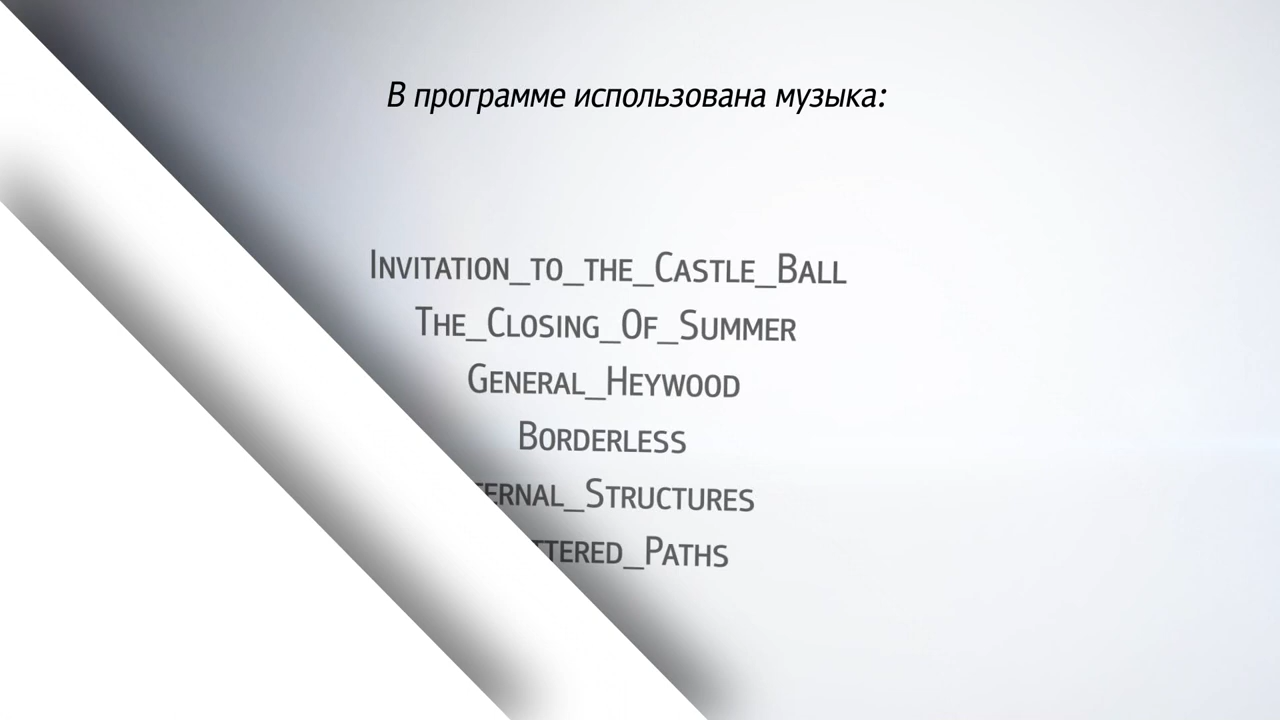 В программе использована музыка:
Invitation_to_the_Castle_Ball
The_Closing_Of_Summer
General_Heywood
Borderless